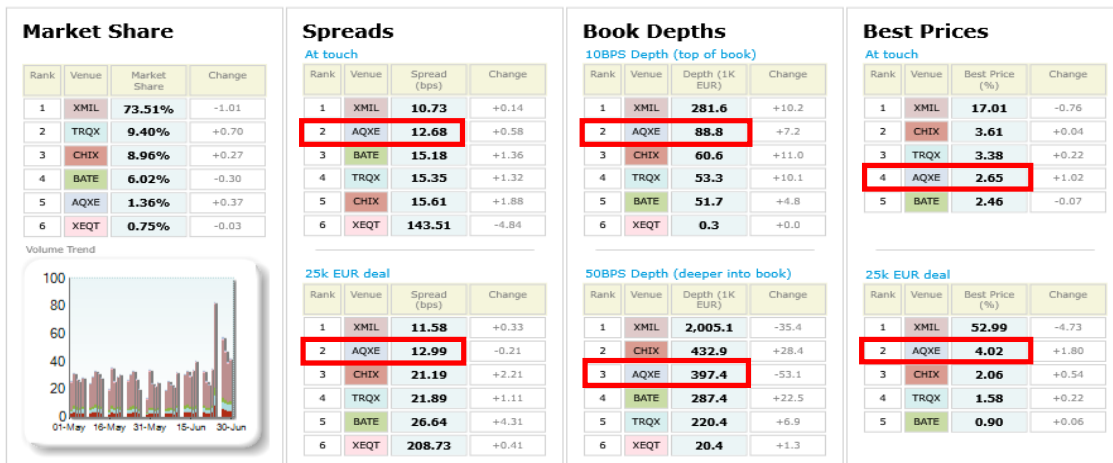 Market Share
Rank Venue Market Share Change
1 XMIL 73.51% -1.01
2 TRQX 9.40% +0.70
3 CHIX 8.96% +0.27
4 BATE 6.02% -0.30
5 AQXE 1.36% +0.37
6 XEQT 0.75% -0.03
Volume Trend
100
80
60
40
20
0
01-May 16-May 31-May 15-Jun 30-Jun
Spreads
At touch
Rank Venue Spread (bps) Change
1 XMIL 10.73 +0.14
2 AQXE 12.68 +0.58
3 BATE 15.18 +1.36
4 TRQX 15.35 +1.32
5 CHIX 15.61 +1.88
6 XEQT 143.51 -4.84
25k EUR deal
Rank Venue Spread (bps) Change
1 XMIL 11.58 +0.33
2 AQXE 12.99 -0.21
3 CHIX 21.19 +2.21
4 TRQX 21.89 +1.11
5 BATE 26.64 +4.31
6 XEQT 208.73 +0.41
Book Depths
10BPS Depth (top of book)
Rank Venue Depth (1K EUR) Change
1 XMIL 281.6 +10.2
2 AQXE 88.8 +7.2
3 CHIX 60.6 +11.0
4 TRQX 53.3 +10.1
5 BATE 51.7 +4.8
6 XEQT 0.3 +0.0
50BPS Depth (deeper into book)
Rank Venue Depth (1K EUR) Change
1 XMIL 2,005.1 -35.4
2 CHIX 432.9 +28.4
3 AQXE 397.4 -53.1
4 BATE 287.4 +22.5
5 TRQX 220.4 +6.9
6 XEQT 20.4 +1.3
Best Prices
At touch
Rank Venue Best Price (%) Change
1 XMIL 17.01 -0.76
2 CHIX 3.61 +0.04
3 TRQX 3.38 +0.22
4 AQXE 2.65 +1.02
5 BATE 2.46 -0.07
25k EUR deal
Rank Venue Best Price (%) Change
1 XMIL 52.99 -4.73
2 AQXE 4.02 +1.80
3 CHIX 2.06 +0.54
4 TRQX 1.58 +0.22
5 BATE 0.90 +0.06